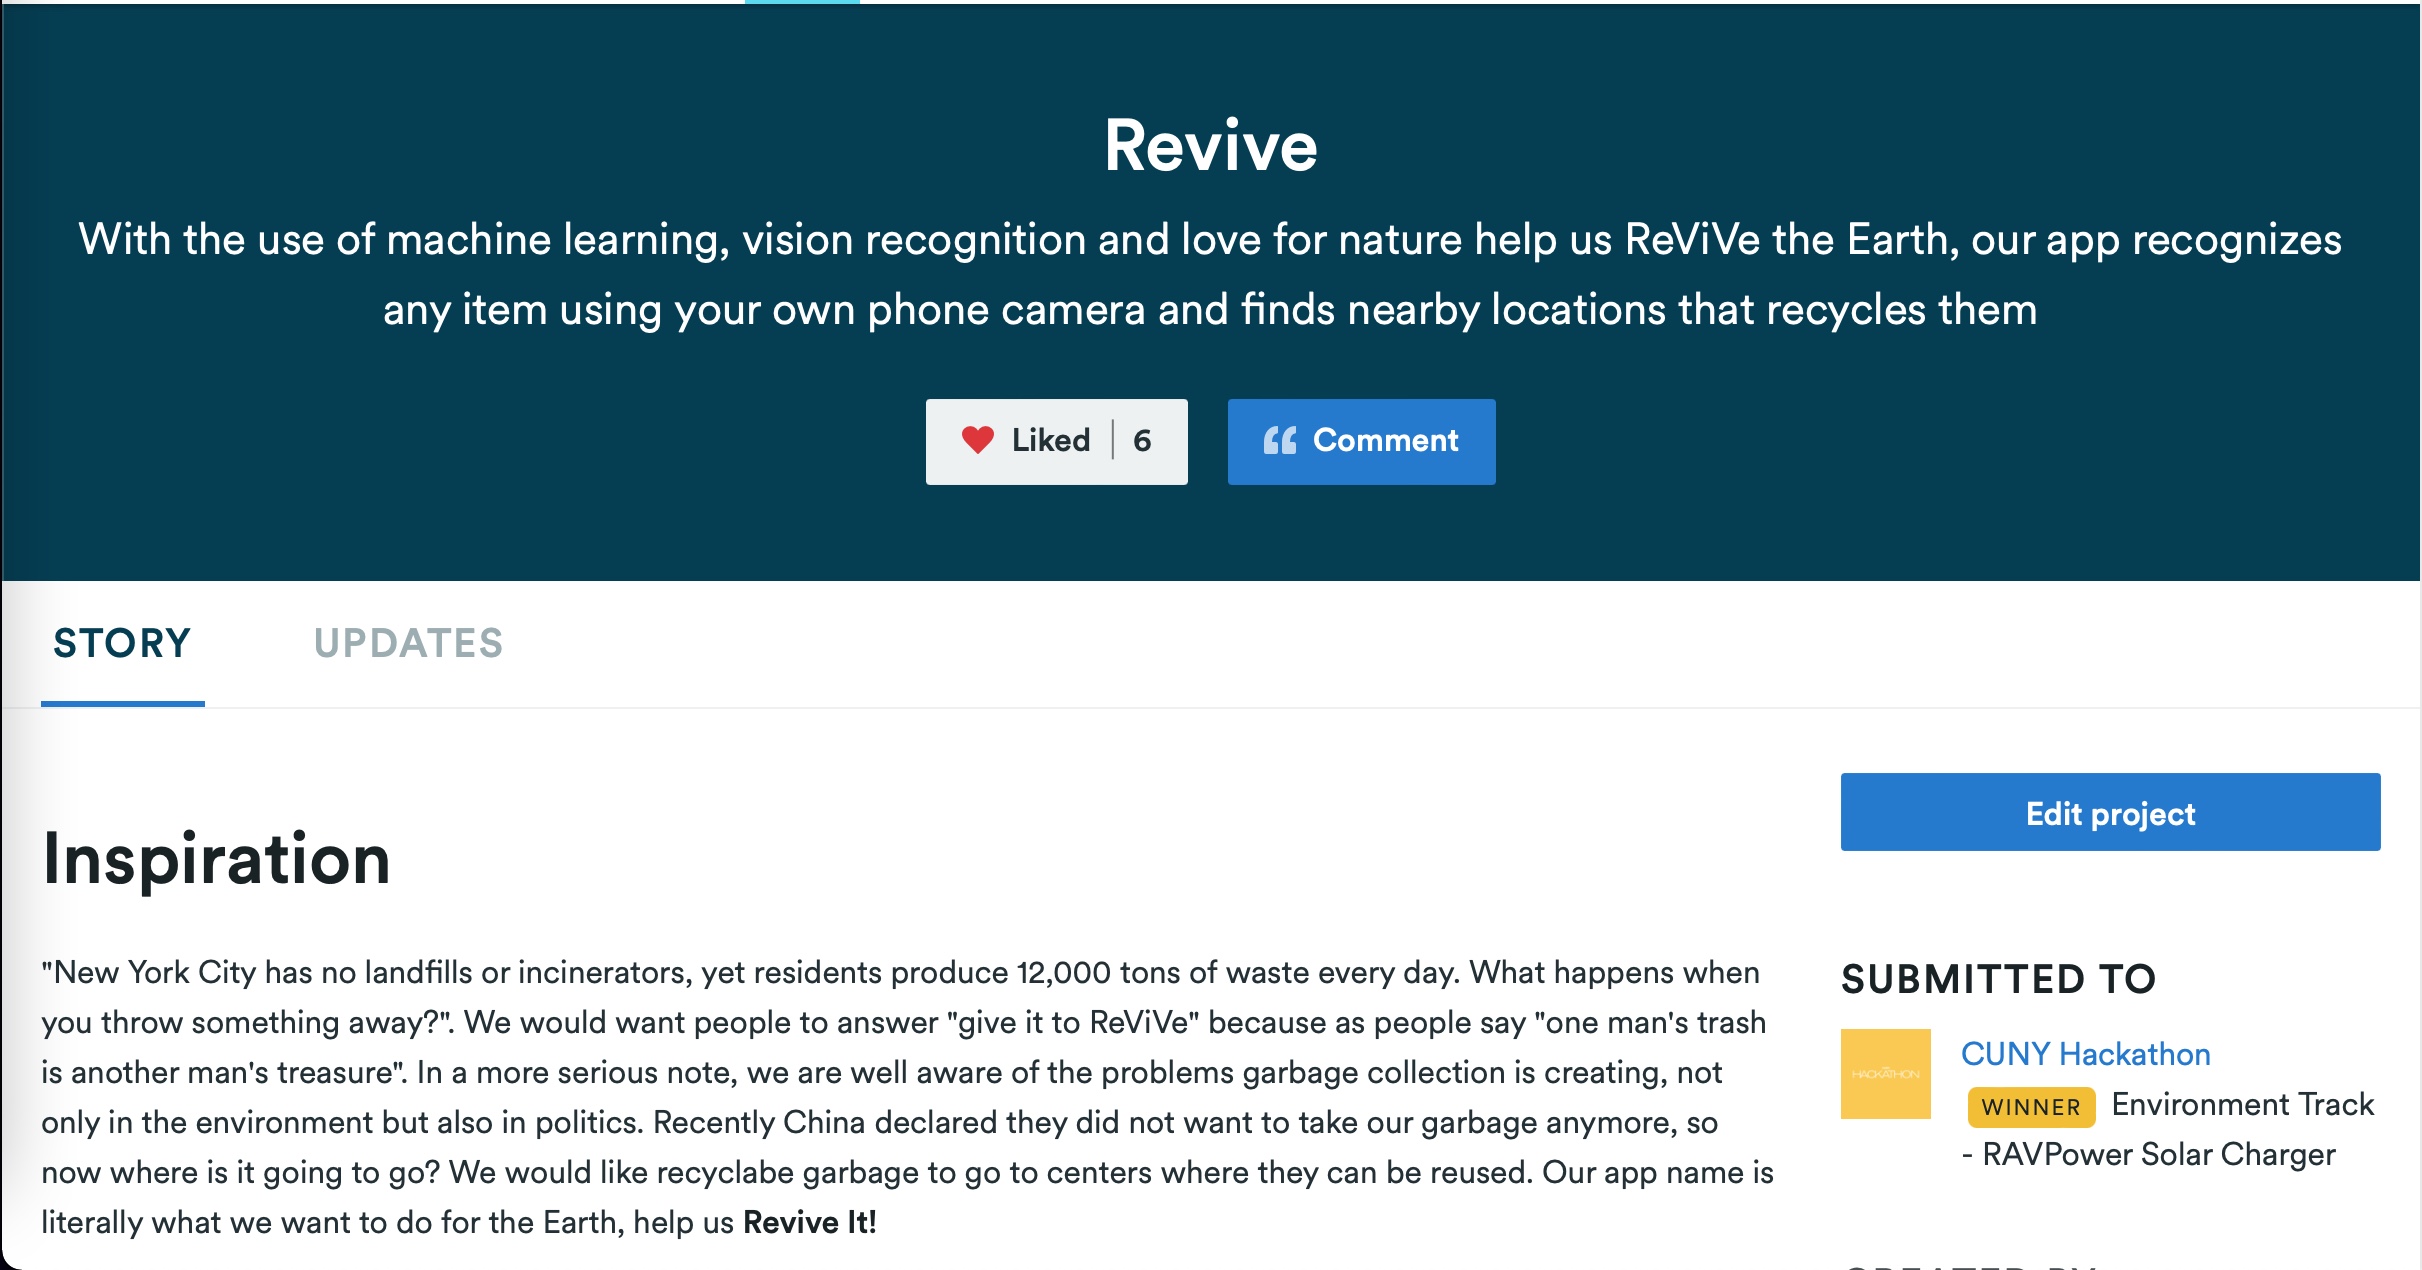 Revive
With the use of machine learning, vision recognition and love for nature help us ReViVe the Earth, our app recognizes
any item using your own phone camera and finds nearby locations that recycles them
Liked | 6
Comment
STORY
UPDATES
Edit project
Inspiration
"New York City has no landfills or incinerators, yet residents produce 12,000 tons of waste every day. What happens when
you throw something away?". We would want people to answer "give it to ReViVe" because as people say "one man's trash
is another man's treasure". In a more serious note, we are well aware of the problems garbage collection is creating, not
only in the environment but also in politics. Recently China declared they did not want to take our garbage anymore, so
now where is it going to go? We would like recyclabe garbage to go to centers where they can be reused. Our app name is
literally what we want to do for the Earth, help us Revive It!
SUBMITTED TO
HACKATHON
CUNY Hackathon
WINNER Environment Track
- RAVPower Solar Charger